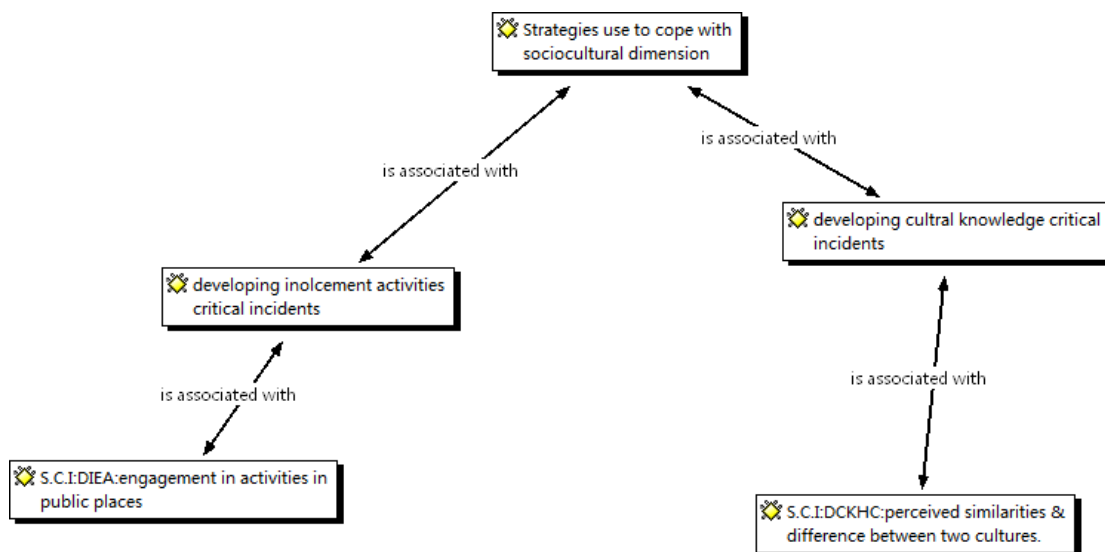 Strategies use to cope with
sociocultural dimension
is associated with
is associated with
developing cultral knowledge critical
incidents
developing inolcement activities
critical incidents
is associated with
is associated with
S.C.I:DIEA:engagement in activities in
public places
S.C.I:DCKHC:perceived similarities &
difference between two cultures.